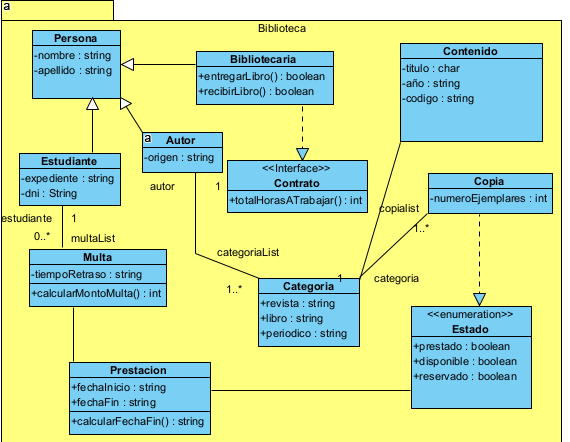 a
Biblioteca
Persona
-nombre : string
-apellido : string
Bibliotecaria
+entregarLibro() : boolean
+recibirLibro() : boolean
Contenido
-titulo : char
-año : string
-codigo : string
a
Autor
-origen : string
autor
1
Estudiante
-expediente : string
-dni : String
estudiante
1
0..*
multaList
<<Interface>>
Contrato
+totalHorasATrabajar() : int
Copia
-numeroEjemplares : int
copialist
1..*
categoriaList
1..*
1
categoria
Multa
-tiempoRetraso : string
+calcularMontoMulta() : int
Categoria
+revista : string
+libro : string
+periodico : string
<<enumeration>>
Estado
+prestado : boolean
+disponible : boolean
+reservado : boolean
Prestacion
+fechaInicio : string
+fechaFin : string
+calcularFechaFin() : string